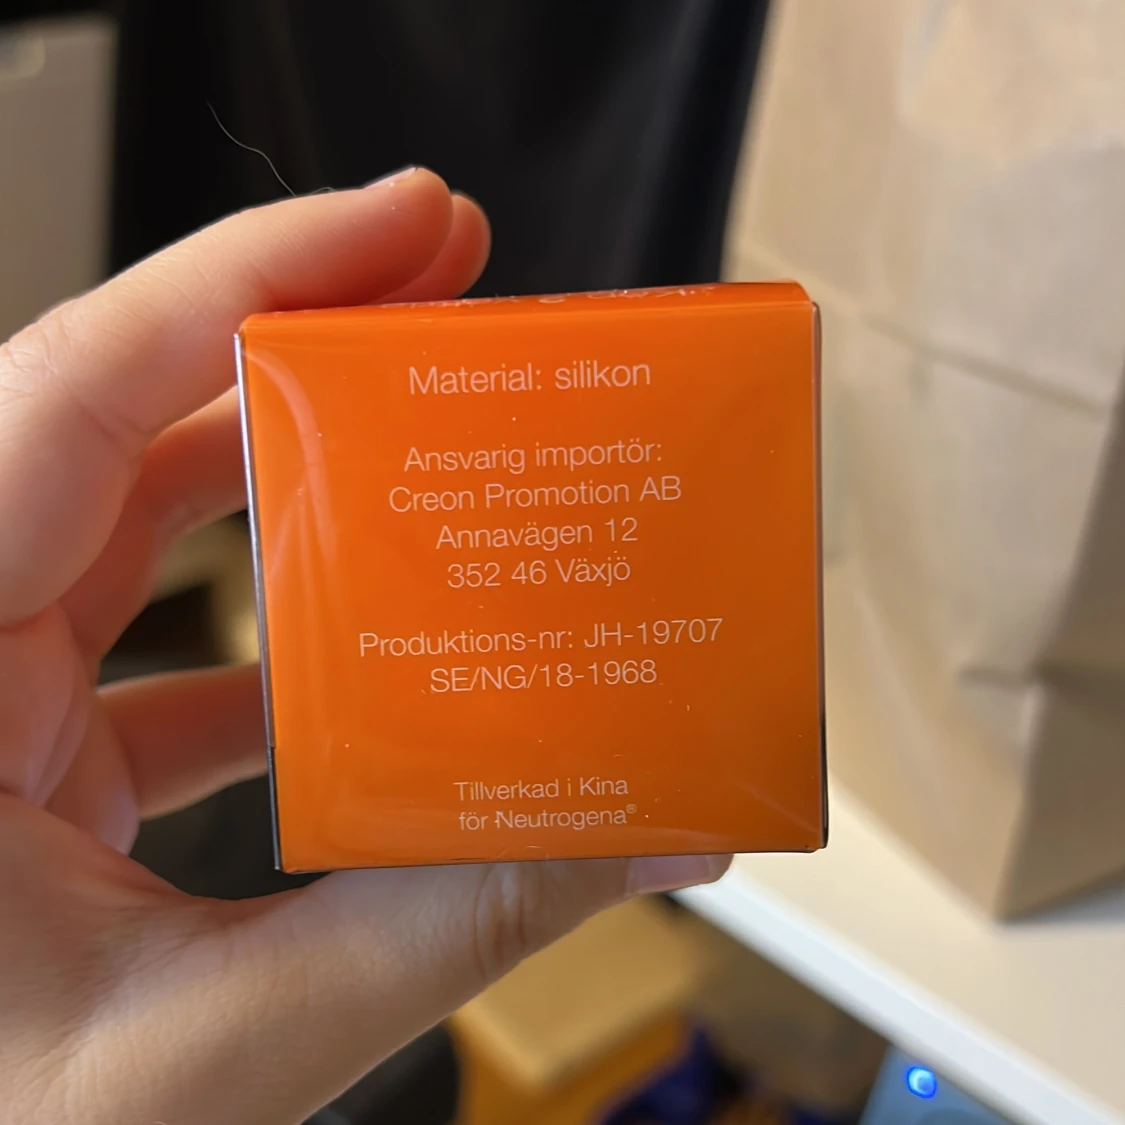 Material: silikon
Ansvarig importör:
Creon Promotion AB
Annavägen 12
352 46 Växjö
Produktions-nr: JH-19707
SE/NG/18-1968
Tillverkad i Kina
för Neutrogena®